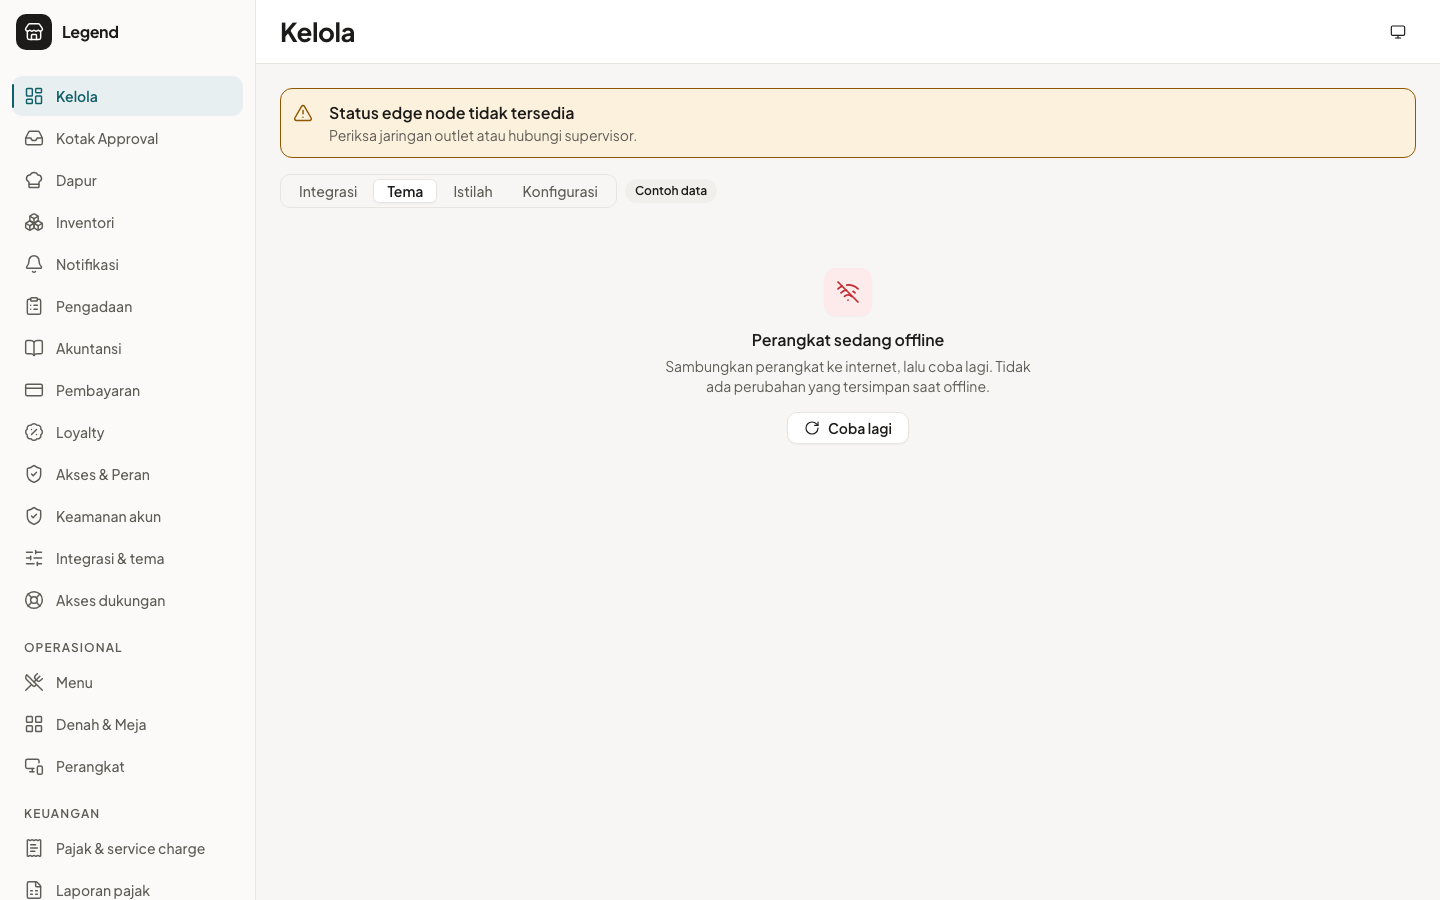 Legend
Kelola
Kotak Approval
Dapur
Inventori
Notifikasi
Pengadaan
Akuntansi
Pembayaran
Loyalty
Akses & Peran
Keamanan akun
Integrasi & tema
Akses dukungan
OPERASIONAL
Menu
Denah & Meja
Perangkat
KEUANGAN
Pajak & service charge
Laporan pajak
Kelola
Status edge node tidak tersedia
Periksa jaringan outlet atau hubungi supervisor.
Integrasi Tema Istilah Konfigurasi Contoh data
Perangkat sedang offline
Sambungkan perangkat ke internet, lalu coba lagi. Tidak
ada perubahan yang tersimpan saat offline.
Coba lagi